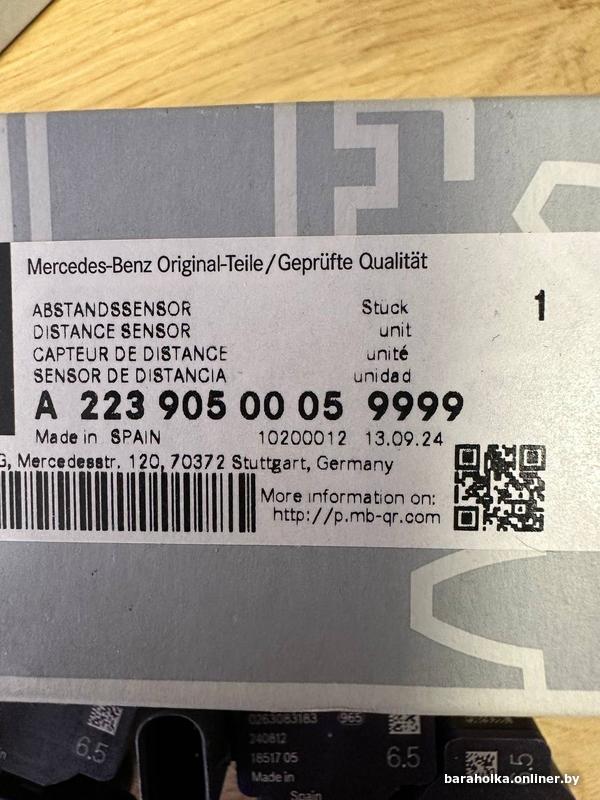 Mercedes-Benz Original-Teile/Geprüfte Qualität
ABSTANDSSENSOR Stück 1
DISTANCE SENSOR unit
CAPTEUR DE DISTANCE unité
SENSOR DE DISTANCIA unidad
A 223 905 00 05 9999
Made in SPAIN 10200012 13.09.24
G, Mercedesstr. 120, 70372 Stuttgart, Germany
More information on:
http://p.mb-qr.com
0263083183 965
240812
18517 05
Made in
Spain
6.5
6.5
.5
baraholka.onliner.by